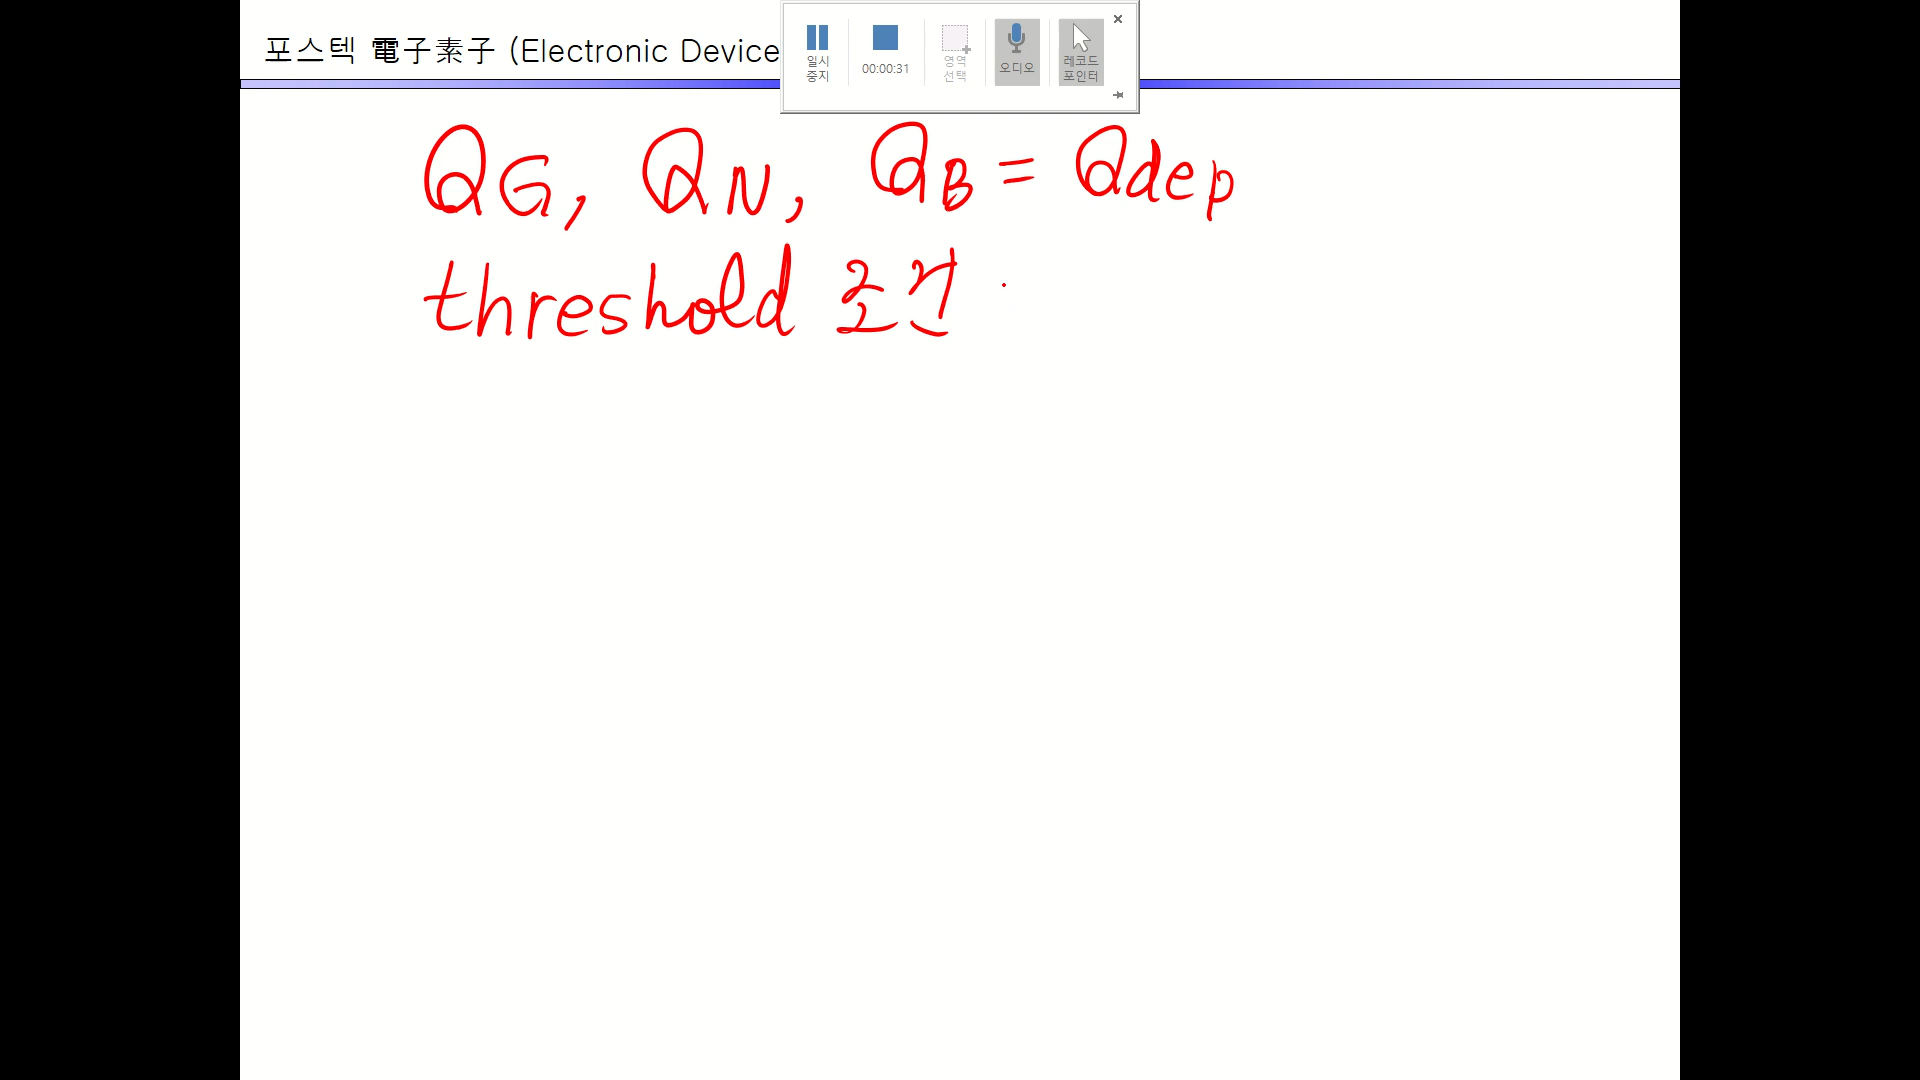 포스텍 電子素子 (Electronic Device
일시
중지
00:00:31
영역
선택
오디오
레코드
포인터
QG, QN, QB = Qdep
threshold 조건